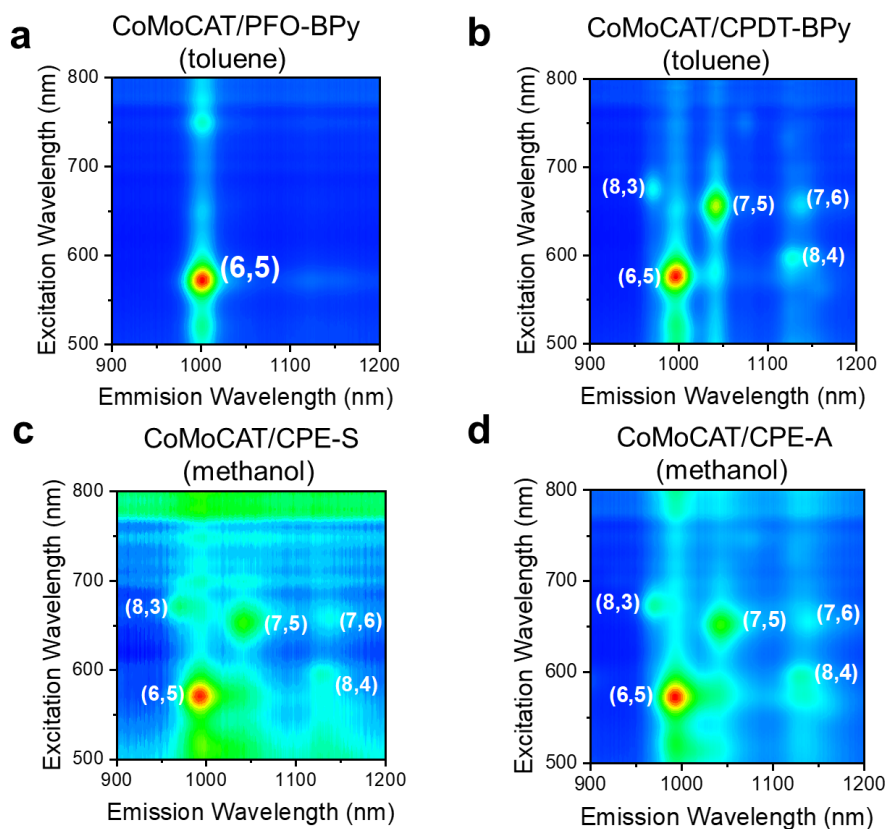 a
CoMoCAT/PFO-BPy
(toluene)
Excitation Wavelength (nm)
800
700
600
500
(6,5)
900 1000 1100 1200
Emmision Wavelength (nm)
b
CoMoCAT/CPDT-BPy
(toluene)
Excitation Wavelength (nm)
800
700
600
500
(8,3)
(7,5)
(7,6)
(6,5)
(8,4)
900 1000 1100 1200
Emission Wavelength (nm)
c
CoMoCAT/CPE-S
(methanol)
Excitation Wavelength (nm)
800
700
600
500
(8,3)
(7,5)
(7,6)
(6,5)
(8,4)
900 1000 1100 1200
Emission Wavelength (nm)
d
CoMoCAT/CPE-A
(methanol)
Excitation Wavelength (nm)
800
700
600
500
(8,3)
(7,5)
(7,6)
(6,5)
(8,4)
900 1000 1100 1200
Emission Wavelength (nm)